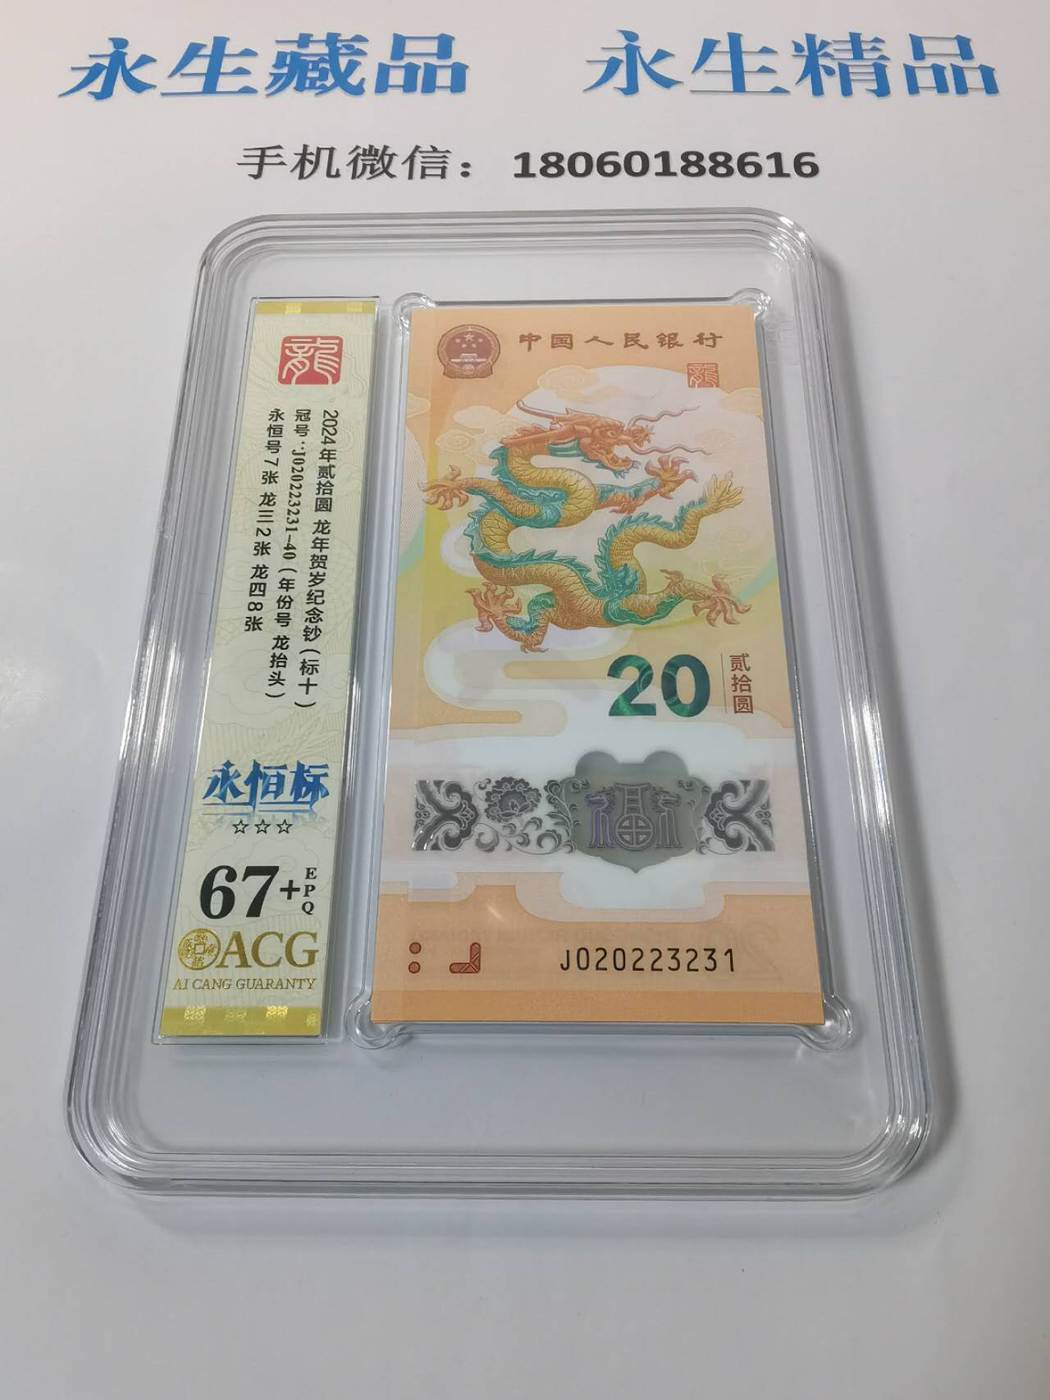 永生藏品 永生精品
手机微信：18060188616
龍
2024年贰拾圆 龙年贺岁纪念钞（标十）
冠号：J020223231-40（年份号 龙抬头）
永恒号7张 龙三2张 龙四8张
永恒标
☆☆☆
67+EPQ
ACG
AI CANG GUARANTY
中国人民银行
龍
20 贰拾圆
J020223231